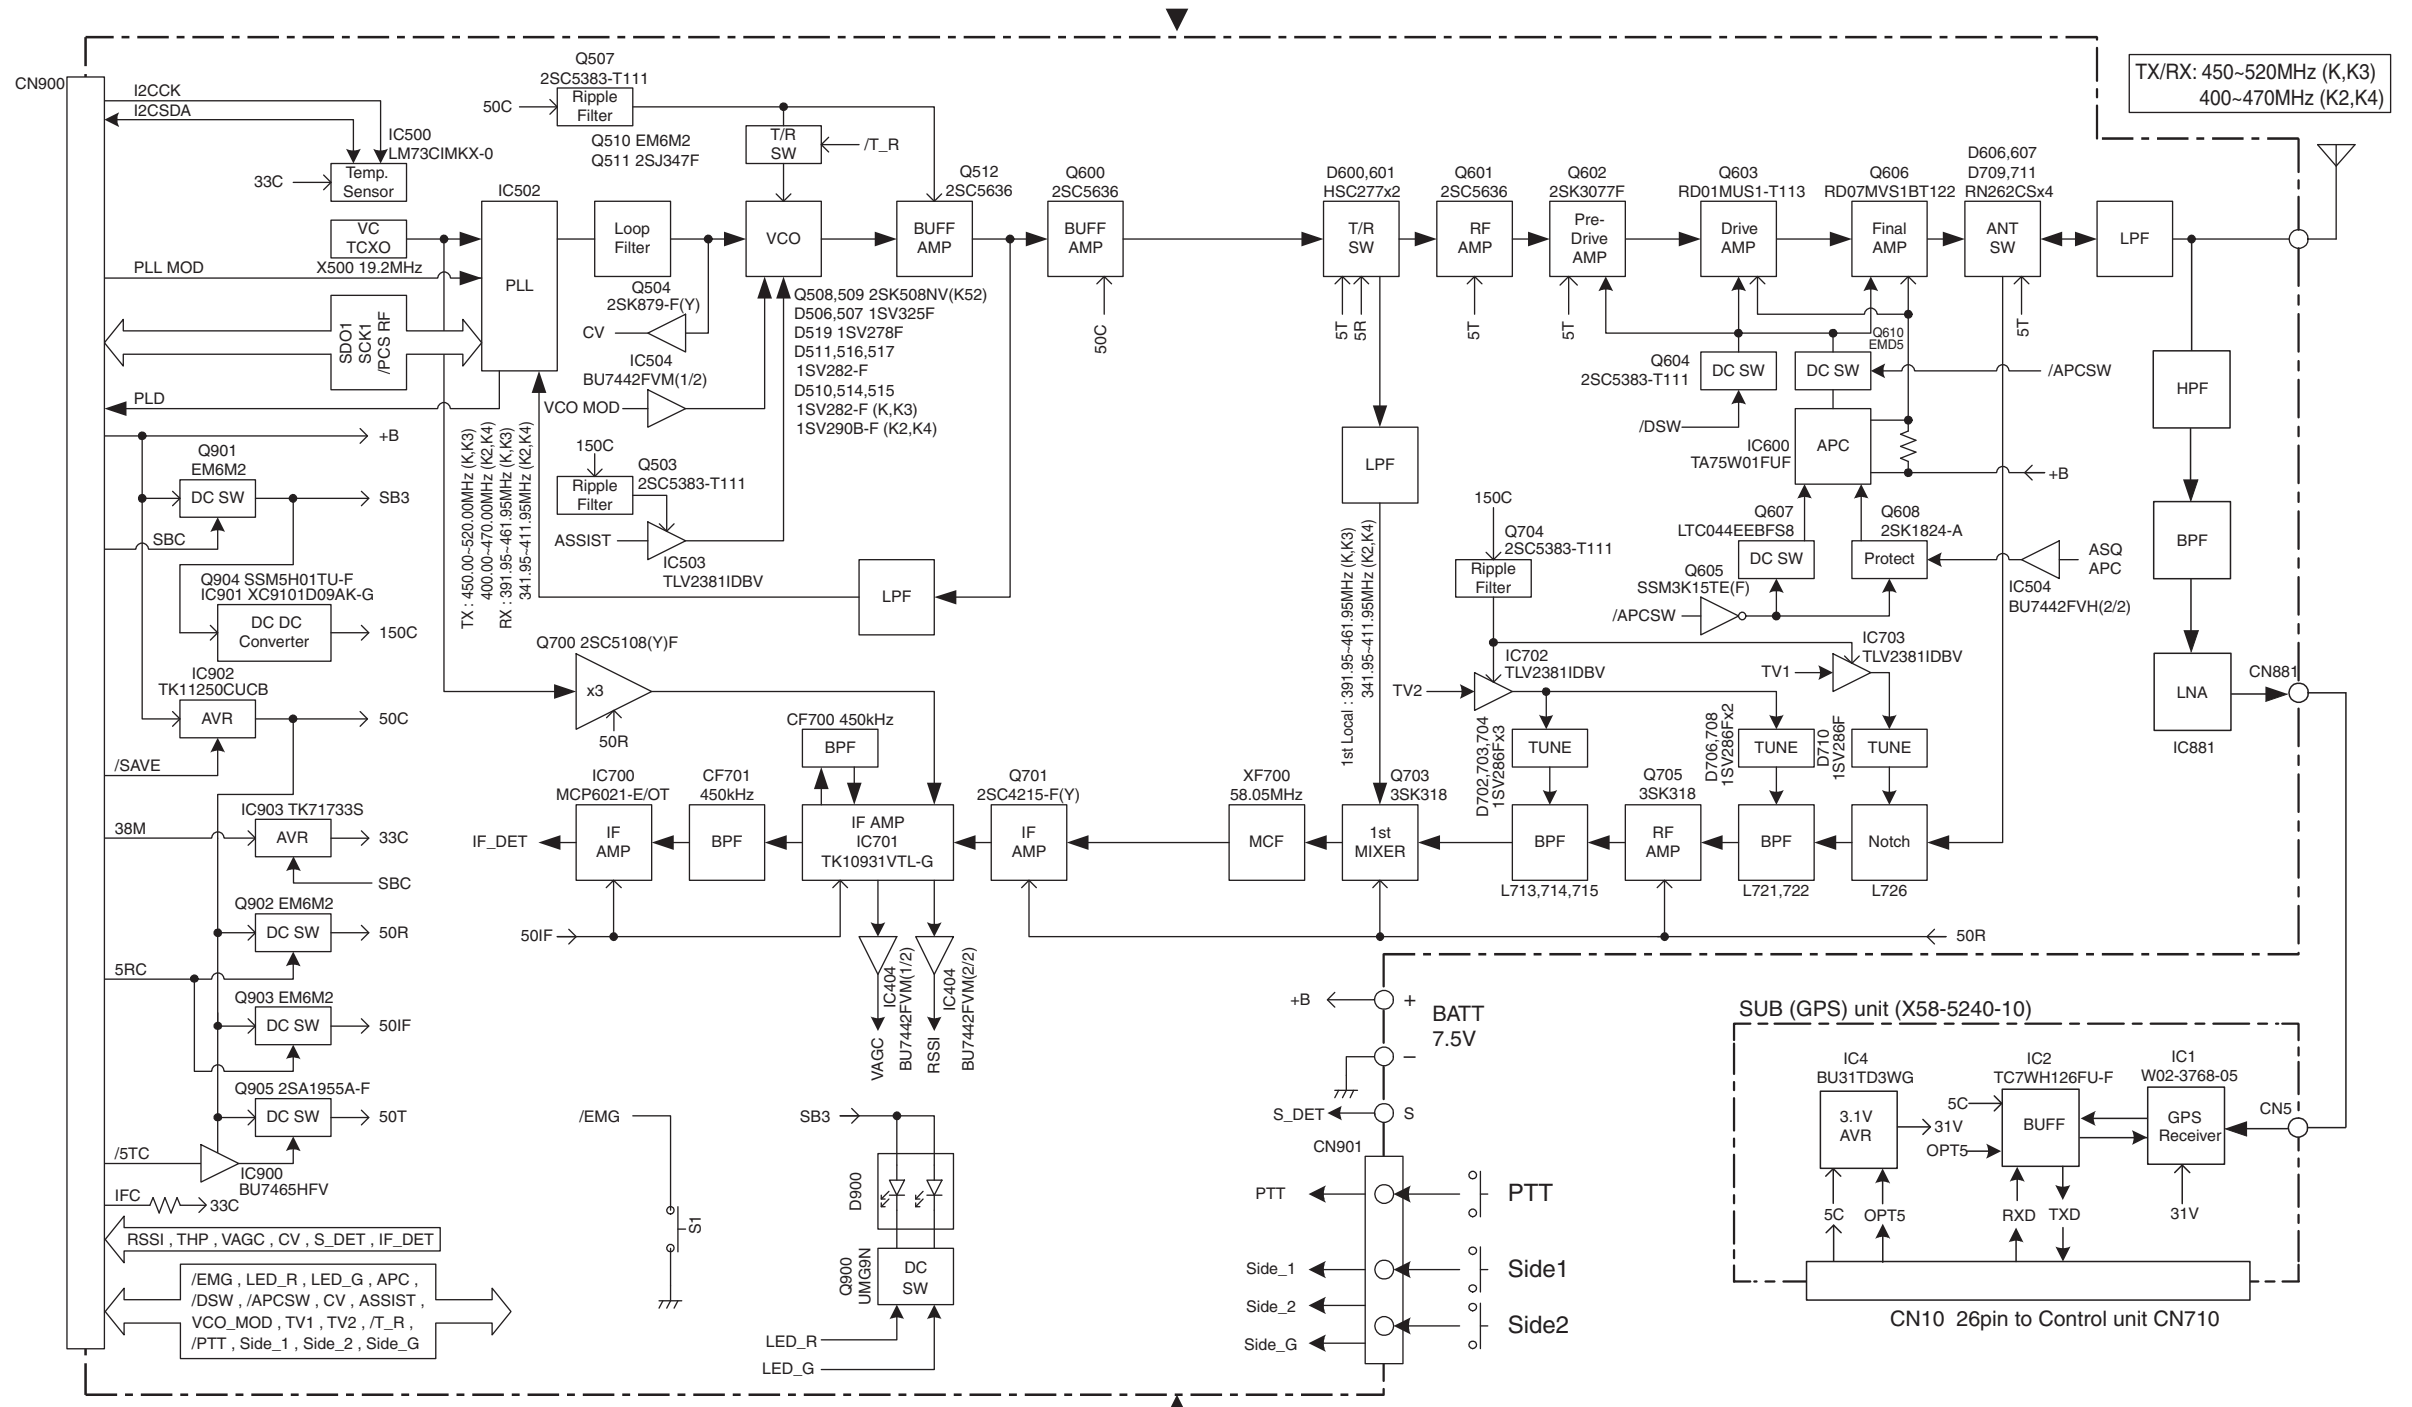 CN900
I2CCK
I2CSDA
IC500
LM73CIMKX-0
33C
Temp.
Sensor
VC
TCXO
X500 19.2MHz
PLL MOD
SDO1
SCK1
/PCS RF
PLD
IC502
PLL
Q507
2SC5383-T111
50C
Ripple
Filter
Q510 EM6M2
Q511 2SJ347F
T/R
SW
/T_R
Loop
Filter
VCO
Q504
2SK879-F(Y)
CV
IC504
BU7442FVM(1/2)
VCO MOD
150C
Ripple
Filter
Q503
2SC5383-T111
ASSIST
IC503
TLV2381IDBV
Q508,509 2SK508NV(K52)
D506,507 1SV325F
D519 1SV278F
D511,516,517
1SV282-F
D510,514,515
1SV282-F (K,K3)
1SV290B-F (K2,K4)
Q512
2SC5636
BUFF
AMP
Q600
2SC5636
BUFF
AMP
50C
LPF
TX : 450.00~520.00MHz (K,K3)
400.00~470.00MHz (K2,K4)
RX : 391.95~461.95MHz (K,K3)
341.95~411.95MHz (K2,K4)
D600,601
HSC277x2
T/R
SW
5T
5R
Q601
2SC5636
RF
AMP
5T
Q602
2SK3077F
Pre-
Drive
AMP
5T
Q603
RD01MUS1-T113
Drive
AMP
Q606
RD07MVS1BT122
Final
AMP
D606,607
D709,711
RN262CSx4
ANT
SW
5T
LPF
TX/RX: 450~520MHz (K,K3)
400~470MHz (K2,K4)
Q604
2SC5383-T111
DC SW
/DSW
Q610
EMD5
DC SW
/APCSW
IC600
TA75W01FUF
APC
+B
Q607
LTC044EEBFS8
DC SW
Q608
2SK1824-A
Protect
ASQ
APC
IC504
BU7442FVH(2/2)
Q605
SSM3K15TE(F)
/APCSW
HPF
BPF
LNA
IC881
CN881
LPF
1st Local : 391.95~461.95MHz (K,K3)
341.95~411.95MHz (K2,K4)
150C
Q704
2SC5383-T111
Ripple
Filter
IC702
TLV2381IDBV
TV2
IC703
TLV2381IDBV
TV1
D702,703,704
1SV286Fx3
TUNE
D706,708
1SV286Fx2
TUNE
D710
1SV286F
TUNE
+B
Q901
EM6M2
DC SW
SB3
SBC
Q904 SSM5H01TU-F
IC901 XC9101D09AK-G
DC DC
Converter
150C
IC902
TK11250CUCB
AVR
50C
/SAVE
IC903 TK71733S
38M
AVR
33C
SBC
Q902 EM6M2
DC SW
50R
5RC
Q903 EM6M2
DC SW
50IF
Q905 2SA1955A-F
DC SW
50T
/5TC
IC900
BU7465HFV
IFC
33C
RSSI , THP , VAGC , CV , S_DET , IF_DET
/EMG , LED_R , LED_G , APC ,
/DSW , /APCSW , CV , ASSIST ,
VCO_MOD , TV1 , TV2 , /T_R ,
/PTT , Side_1 , Side_2 , Side_G
Q700 2SC5108(Y)F
x3
50R
CF700 450kHz
BPF
IF_DET
IC700
MCP6021-E/OT
IF
AMP
CF701
450kHz
BPF
IF AMP
IC701
TK10931VTL-G
Q701
2SC4215-F(Y)
IF
AMP
XF700
58.05MHz
MCF
Q703
3SK318
1st
MIXER
BPF
L713,714,715
Q705
3SK318
RF
AMP
BPF
L721,722
Notch
L726
50IF
50R
IC404
BU7442FVM(1/2)
VAGC
IC404
BU7442FVM(2/2)
RSSI
/EMG
S1
SB3
D900
Q900
UMG9N
DC
SW
LED_R
LED_G
+B
+
BATT
7.5V
−
S_DET
S
CN901
PTT
PTT
Side_1
Side1
Side_2
Side2
Side_G
SUB (GPS) unit (X58-5240-10)
IC4
BU31TD3WG
3.1V
AVR
31V
5C
OPT5
IC2
TC7WH126FU-F
5C
OPT5
BUFF
RXD
TXD
IC1
W02-3768-05
GPS
Receiver
31V
CN5
CN10 26pin to Control unit CN710